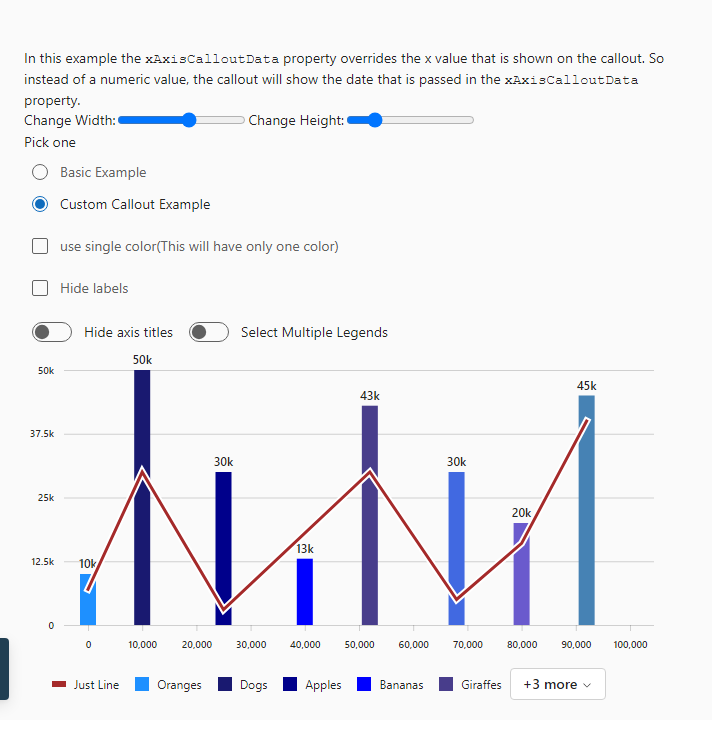 In this example the xAxisCalloutData property overrides the x value that is shown on the callout. So
instead of a numeric value, the callout will show the date that is passed in the xAxisCalloutData
property.
Change Width: Change Height:
Pick one
Basic Example
Custom Callout Example
use single color(This will have only one color)
Hide labels
Hide axis titles Select Multiple Legends
50k
50k
45k
43k
37.5k
30k 30k
25k
20k
13k
12.5k 10k
0
0 10,000 20,000 30,000 40,000 50,000 60,000 70,000 80,000 90,000 100,000
Just Line Oranges Dogs Apples Bananas Giraffes +3 more